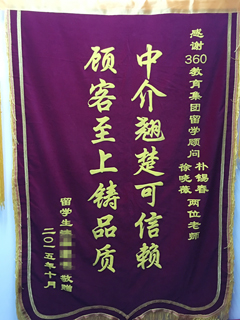 感谢360教育集团留学顾问 朴锡春 徐晓薇 两位老师
中介翘楚可信赖
顾客至上铸品质
留学生 敬赠
二〇一五年十月